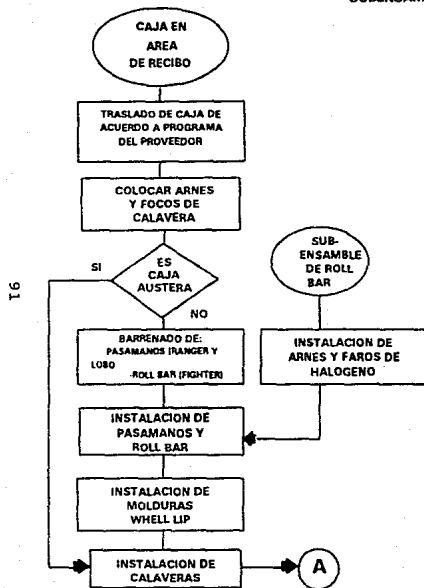 CAJA EN
AREA
DE RECIBO
TRASLADO DE CAJA DE
ACUERDO A PROGRAMA
DEL PROVEEDOR
COLOCAR ARNES
Y FOCOS DE
CALAVERA
SI
ES
CAJA
AUSTERA
NO
SUB-
ENSAMBLE
DE ROLL
BAR
BARRENADO DE:
PASAMANOS (RANGER Y
LOBO
-ROLL BAR (FIGHTER)
INSTALACION DE
ARNES Y FAROS DE
HALOGENO
INSTALACION DE
PASAMANOS Y
ROLL BAR
INSTALACION DE
MOLDURAS
WHELL LIP
INSTALACION DE
CALAVERAS
A
91